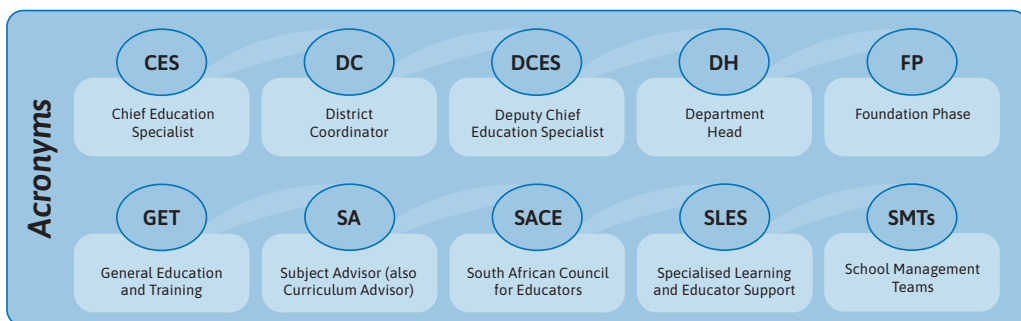 Acronyms
CES
Chief Education
Specialist
DC
District
Coordinator
DCES
Deputy Chief
Education Specialist
DH
Department
Head
FP
Foundation Phase
GET
General Education
and Training
SA
Subject Advisor (also
Curriculum Advisor)
SACE
South African Council
for Educators
SLES
Specialised Learning
and Educator Support
SMTs
School Management
Teams